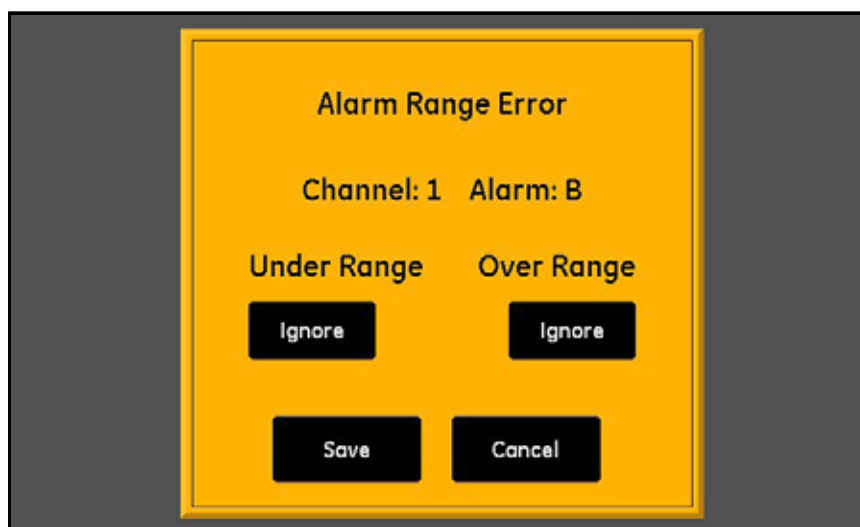 Alarm Range Error
Channel: 1 Alarm: B
Under Range Over Range
Ignore Ignore
Save Cancel